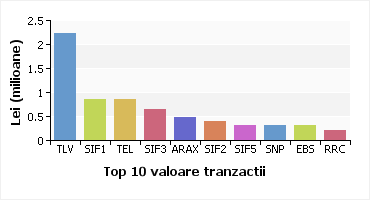 Lei (milioane)
2.5
2
1.5
1
0.5
0
TLV SIF1 TEL SIF3 ARAX SIF2 SIF5 SNP EBS RRC
Top 10 valoare tranzactii